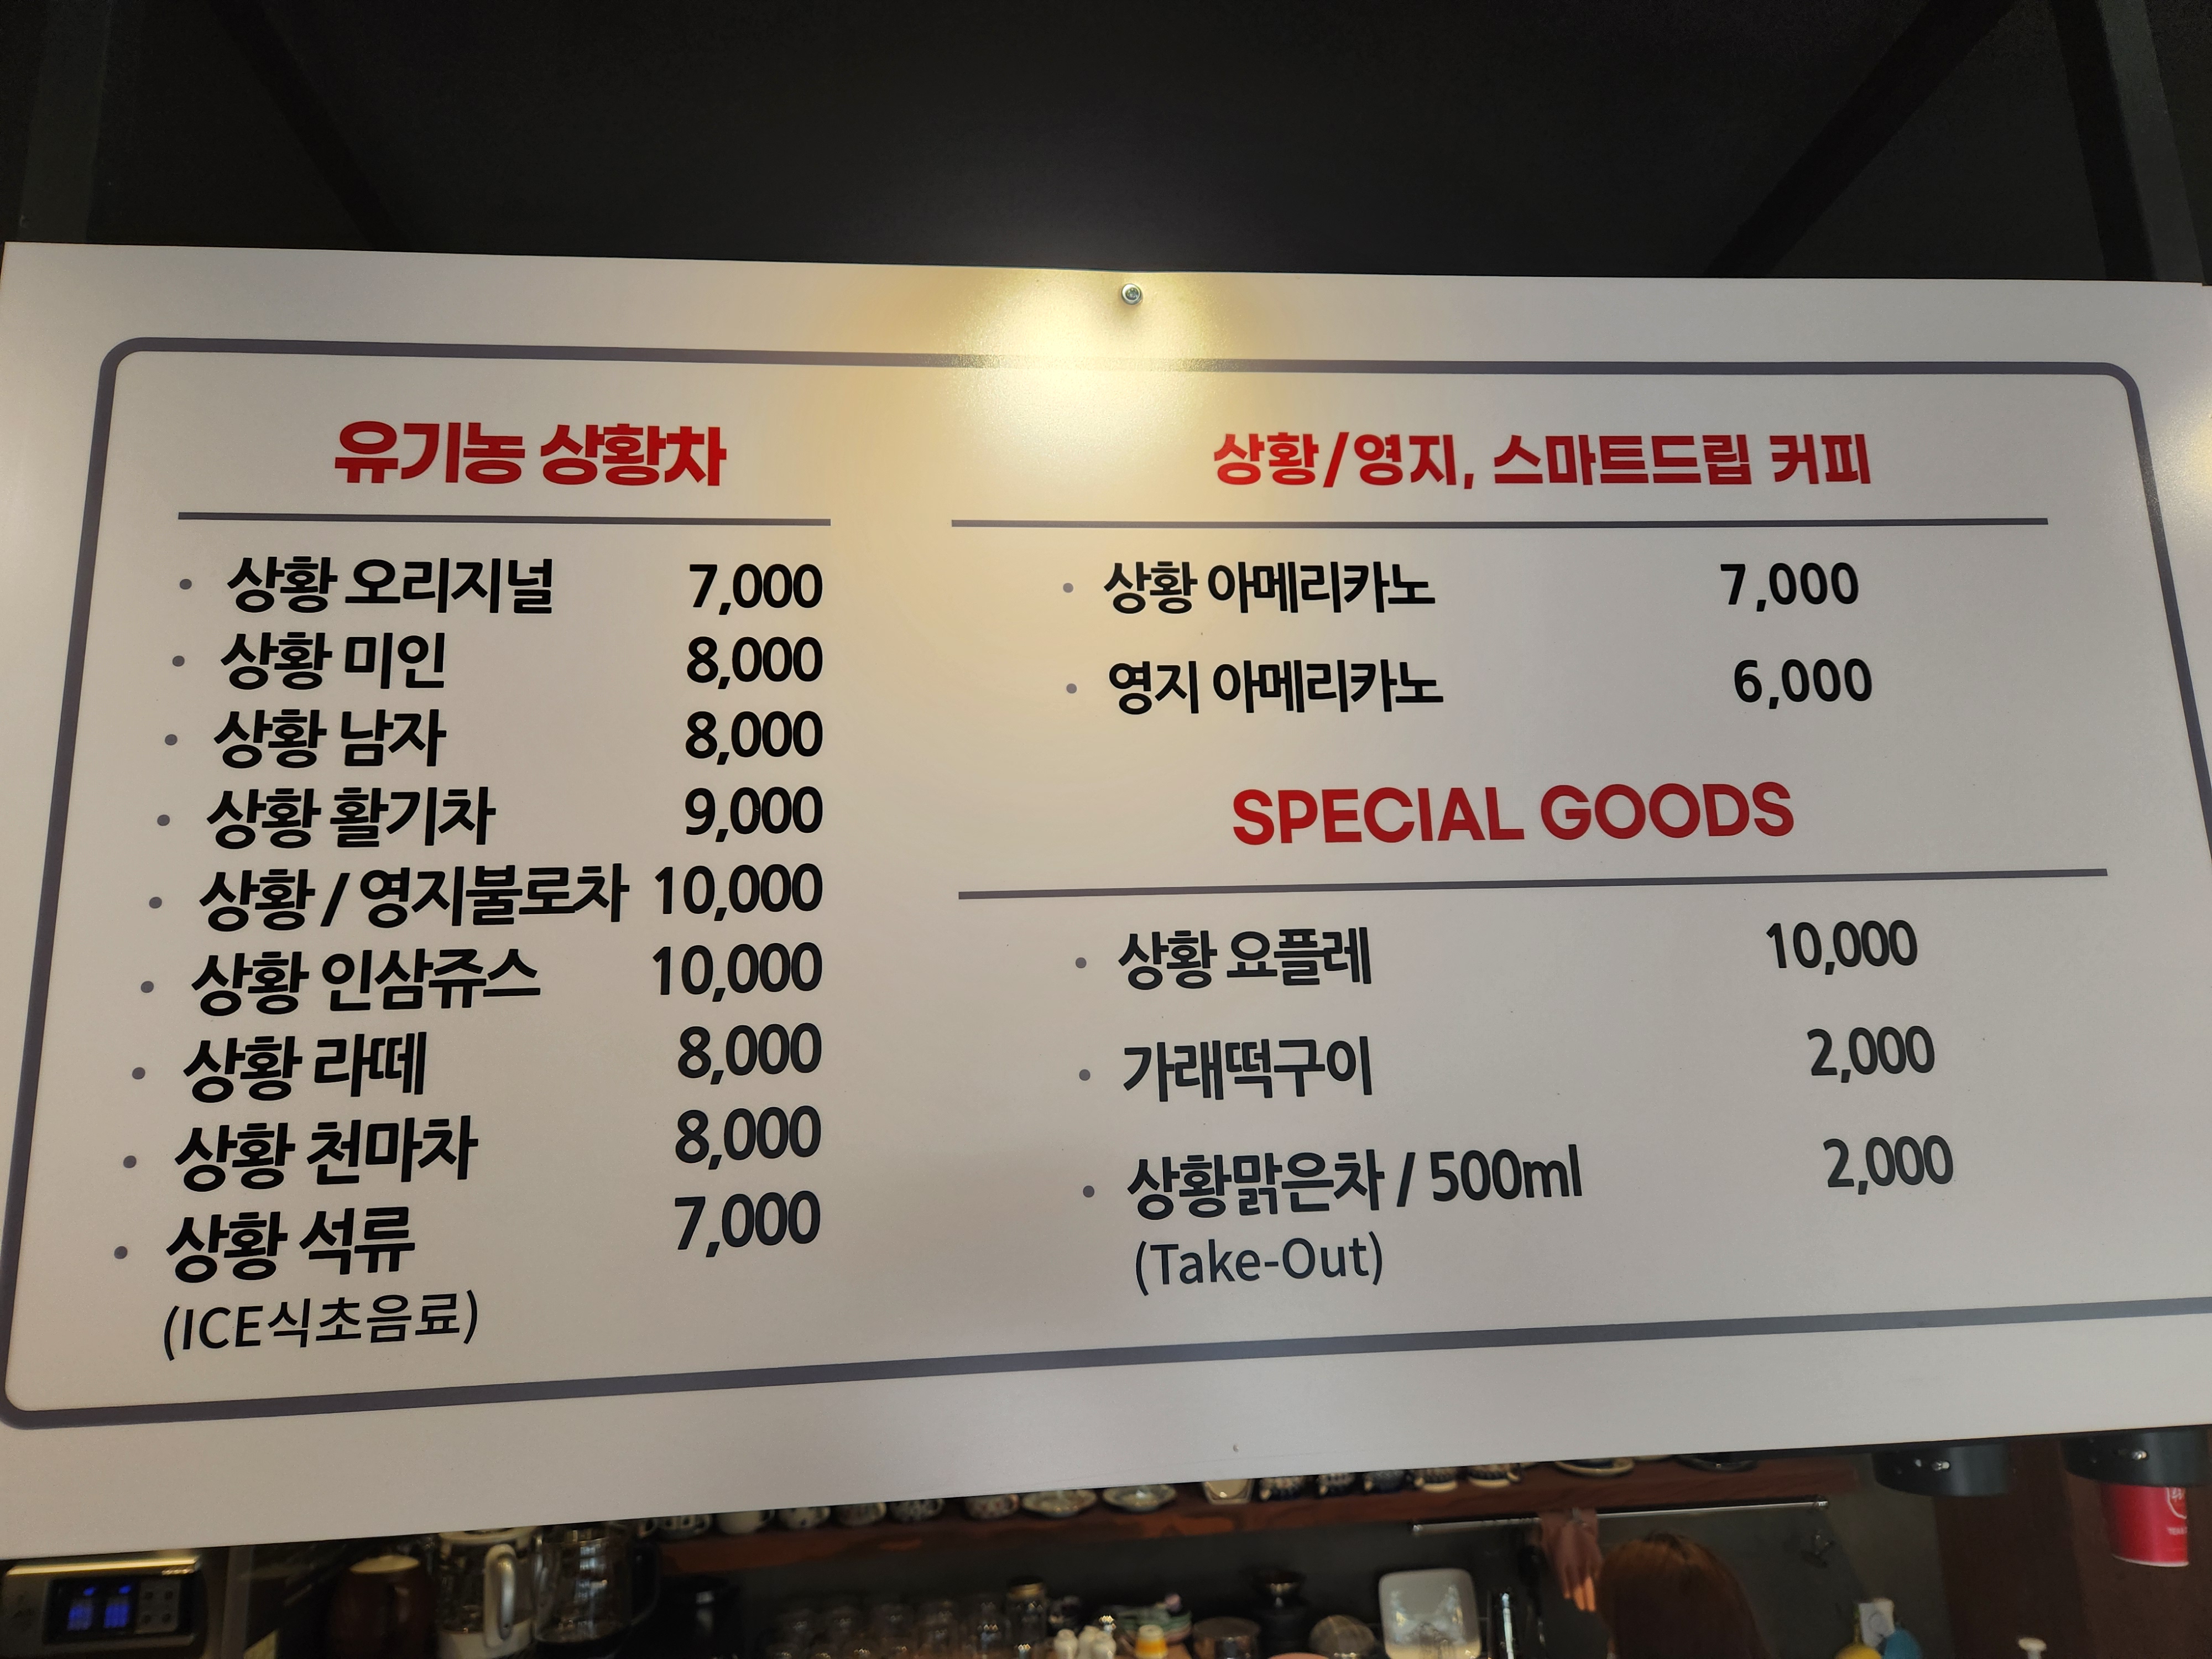 유기농 상황차
상황 오리지널 7,000
상황 미인 8,000
상황 남자 8,000
상황 활기차 9,000
상황 / 영지불로차 10,000
상황 인삼쥬스 10,000
상황 라떼 8,000
상황 천마차 8,000
상황 석류 7,000
(ICE식초음료)
상황/영지, 스마트드립 커피
상황 아메리카노 7,000
영지 아메리카노 6,000
SPECIAL GOODS
상황 요플레 10,000
가래떡구이 2,000
상황맑은차 / 500ml 2,000
(Take-Out)